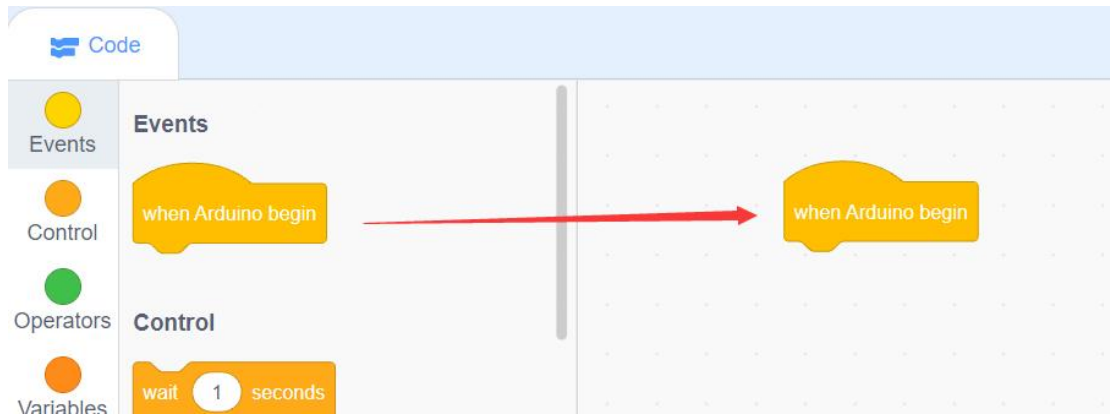 Code
Events
Control
Operators
Variables
Events
when Arduino begin
Control
wait 1 seconds
when Arduino begin